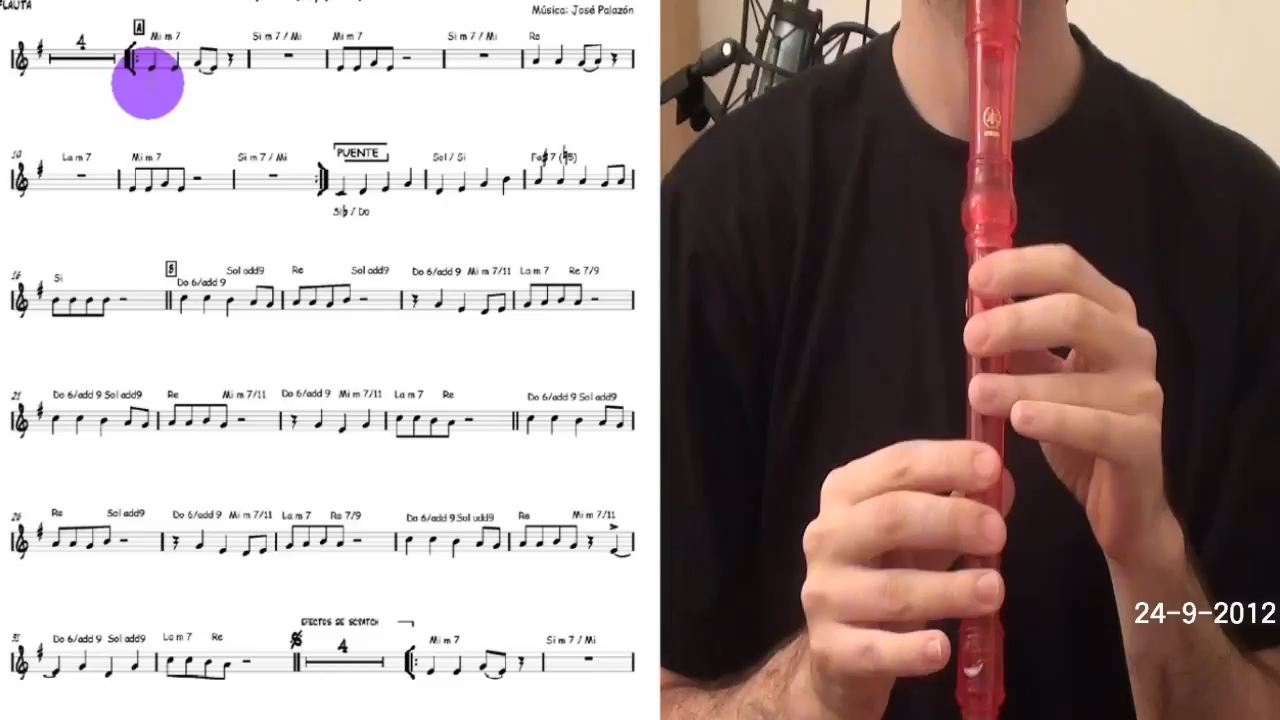 FLAUTA
Música: José Palazón
4
A
Mi m 7
Si m 7 / Mi
Mi m 7
Si m 7 / Mi
Re
10
La m 7
Mi m 7
Si m 7 / Mi
PUENTE
Sol / Si
Fa# 7 (♮5)
Sib / Do
16
Si
B
Do 6/add 9
Sol add9
Re
Sol add9
Do 6/add 9
Mi m 7/11
La m 7
Re 7/9
21
Do 6/add 9
Sol add9
Re
Mi m 7/11
Do 6/add 9
Mi m 7/11
La m 7
Re
Do 6/add 9
Sol add9
26
Re
Sol add9
Do 6/add 9
Mi m 7/11
La m 7
Re 7/9
Do 6/add 9
Sol add9
Re
Mi m 7/11
31
Do 6/add 9
Sol add9
La m 7
Re
EFECTOS DE SCRATCH
4
Mi m 7
Si m 7 / Mi
24-9-2012